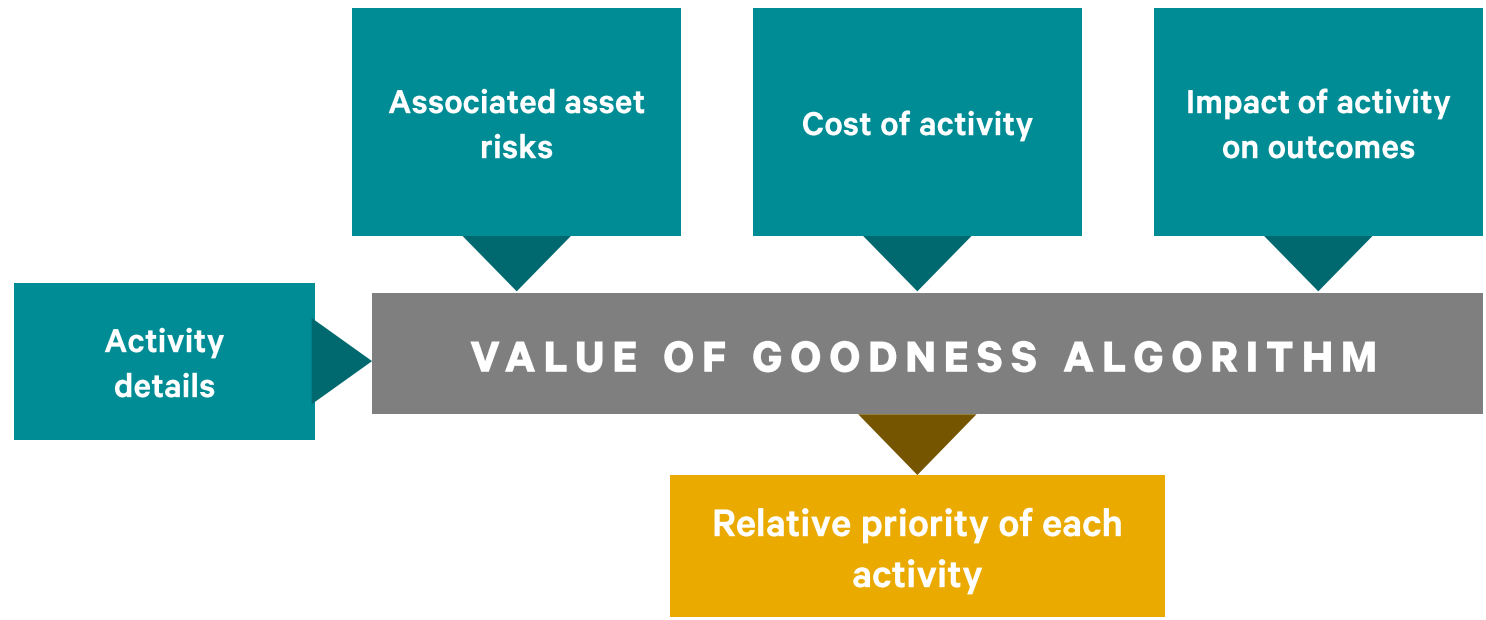 Associated asset
risks
Cost of activity
Impact of activity
on outcomes
Activity
details
VALUE OF GOODNESS ALGORITHM
Relative priority of each
activity